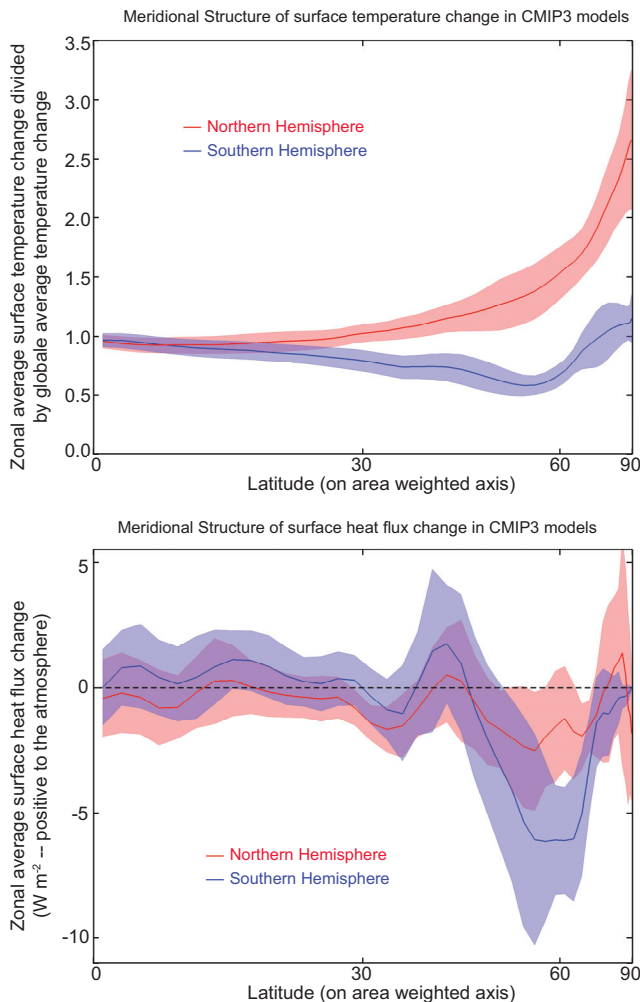 Meridional Structure of surface temperature change in CMIP3 models
Zonal average surface temperature change divided
by globale average temperature change
3.5
3.0
2.5
2.0
1.5
1.0
0.5
0.0
Northern Hemisphere
Southern Hemisphere
0
30
60
90
Latitude (on area weighted axis)
Meridional Structure of surface heat flux change in CMIP3 models
Zonal average surface heat flux change
(W m⁻² -- positive to the atmosphere)
5
0
-5
-10
Northern Hemisphere
Southern Hemisphere
0
30
60
90
Latitude (on area weighted axis)